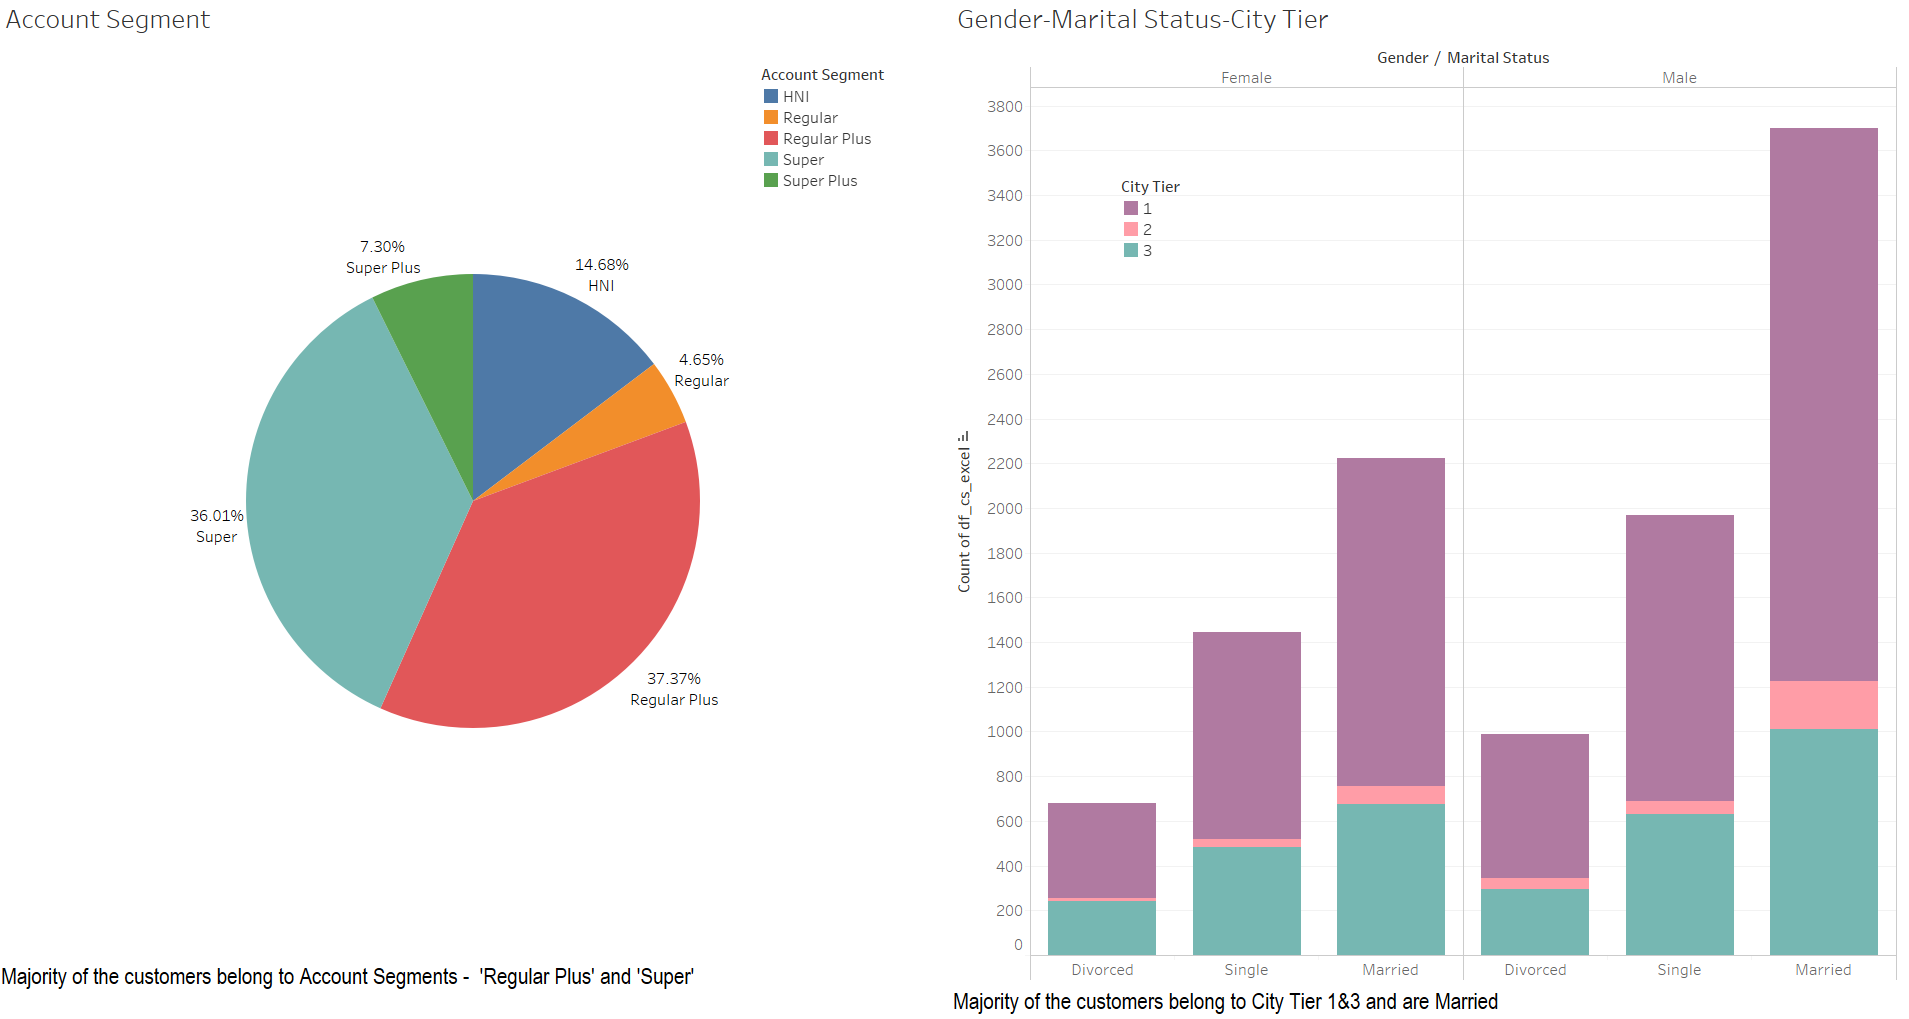 Account Segment
Account Segment
HNI
Regular
Regular Plus
Super
Super Plus
7.30%
Super Plus
14.68%
HNI
4.65%
Regular
36.01%
Super
37.37%
Regular Plus
Majority of the customers belong to Account Segments -  'Regular Plus' and 'Super'
Gender-Marital Status-City Tier
Gender / Marital Status
Female
Male
City Tier
1
2
3
Count of df_cs_excel
3800
3600
3400
3200
3000
2800
2600
2400
2200
2000
1800
1600
1400
1200
1000
800
600
400
200
0
Divorced
Single
Married
Divorced
Single
Married
Majority of the customers belong to City Tier 1&3 and are Married